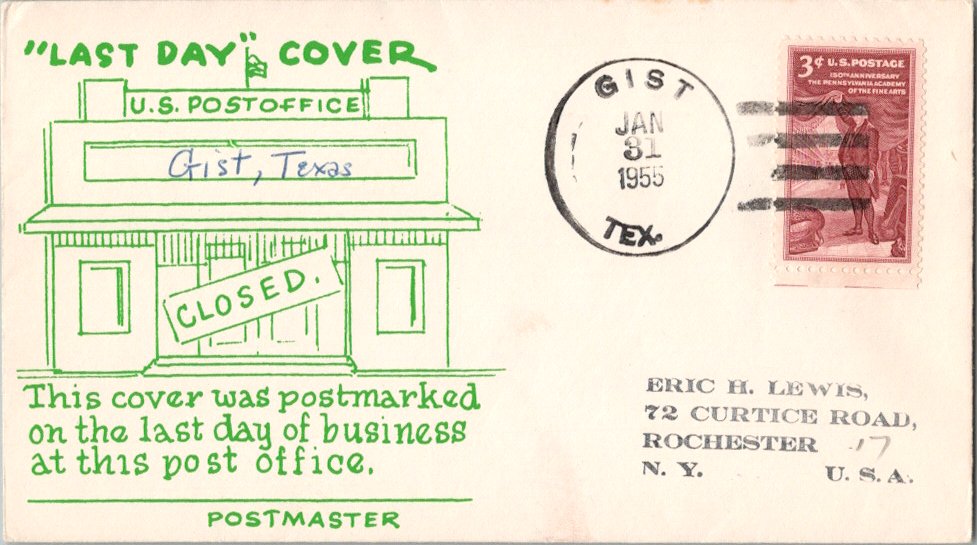 "LAST DAY" COVER
U.S. POSTOFFICE
Gist, Texas
CLOSED.
This cover was postmarked
on the last day of business
at this post office.
POSTMASTER
GIST
JAN
31
1955
TEX.
3¢ U.S. POSTAGE
150TH ANNIVERSARY
THE PENNSYLVANIA ACADEMY
OF THE FINE ARTS
ERIC H. LEWIS,
72 CURTICE ROAD,
ROCHESTER 17
N. Y. U. S. A.